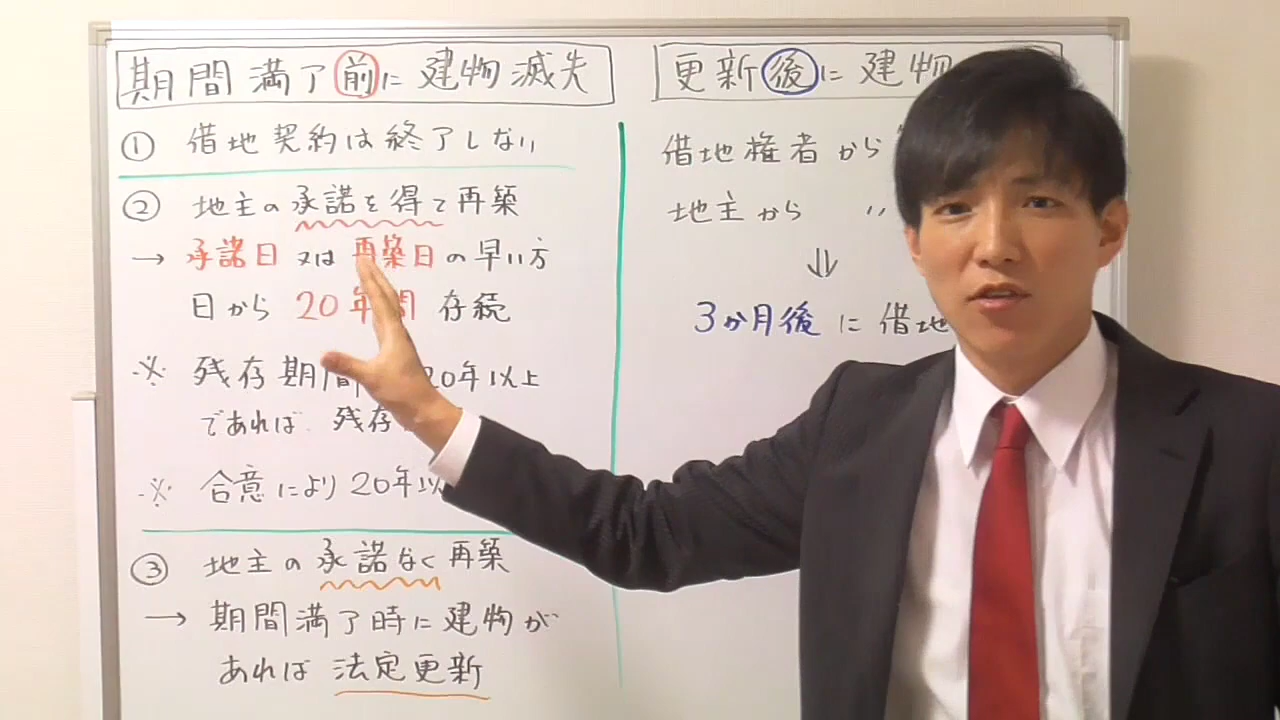 期間満了前に建物滅失
① 借地契約は終了しない
② 地主の承諾を得て再築
→ 承諾日又は再築日の早い方
日から20年間存続
※ 残存期間 20年以上
であれば、残存
※ 合意により20年以
③ 地主の承諾なく再築
→ 期間満了時に建物が
あれば法定更新
更新後に建物
借地権者から
地主から 〃
⇓
3か月後に借地